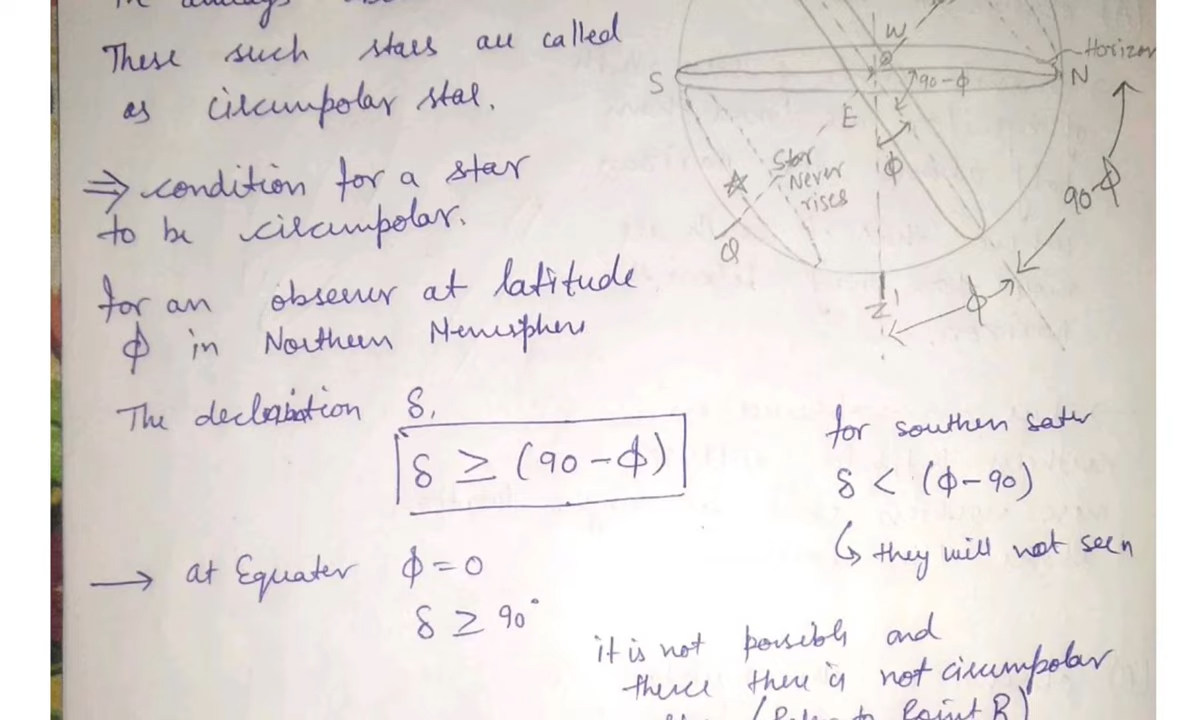 These such stars are called
as circumpolar star.
⇒ condition for a star
to be circumpolar.
for an observer at latitude
ϕ in Northern Hemisphere
The declination δ,
δ ≥ (90-ϕ)
→ at Equater ϕ=0
δ ≥ 90°
W
Horizon
S
N
90-ϕ
E
ϕ
Star
Never
rises
90-ϕ
Q
Z'
ϕ
for southern sater
δ < (ϕ-90)
↳ they will not seen
it is not possible and
there is not circumpolar
Point R)